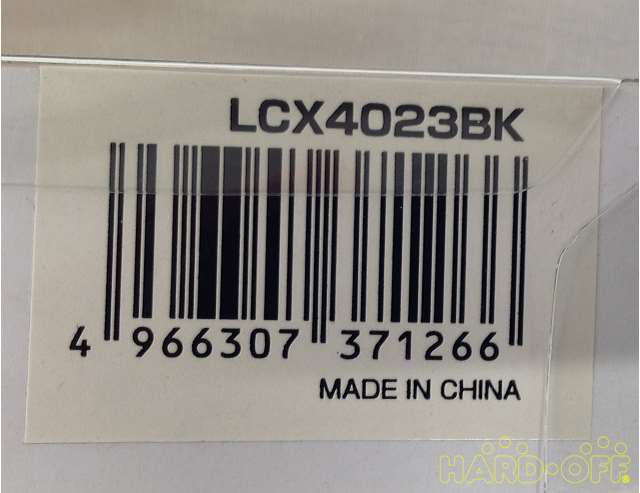 LCX4023BK
4 966307 371266
MADE IN CHINA
HARD-OFF